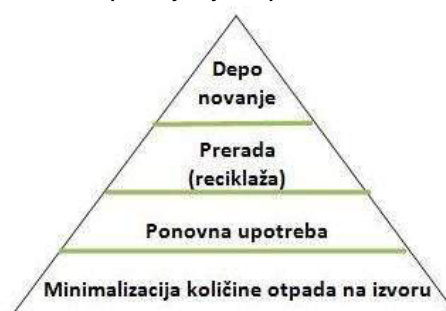 Depo
novanje
Prerada
(reciklaža)
Ponovna upotreba
Minimalizacija količine otpada na izvoru